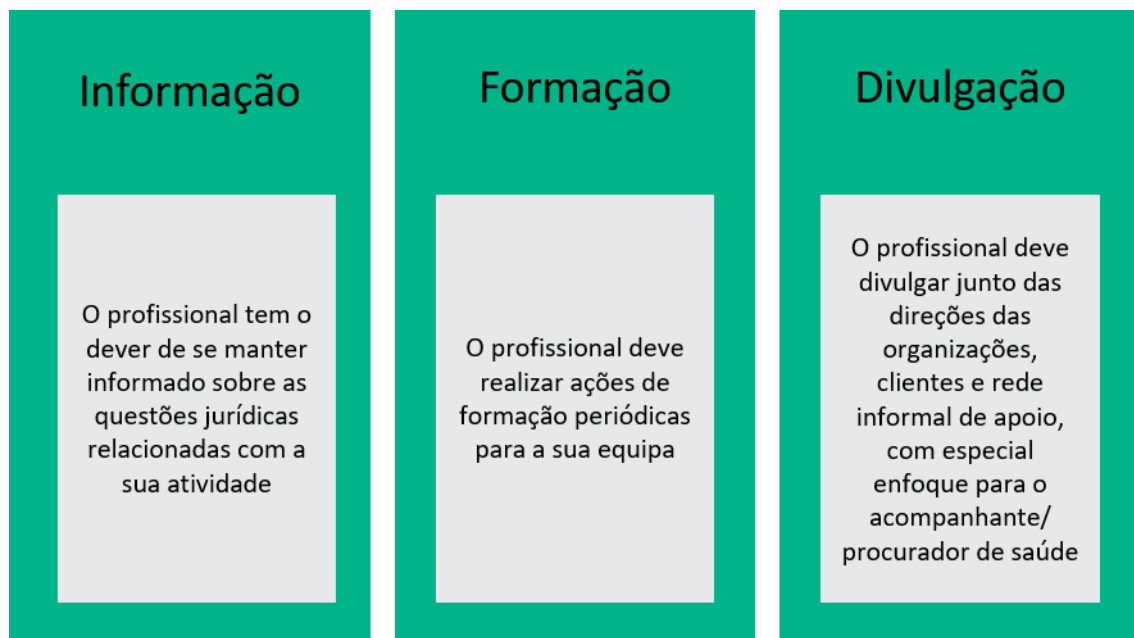 Informação
O profissional tem o
dever de se manter
informado sobre as
questões jurídicas
relacionadas com a
sua atividade
Formação
O profissional deve
realizar ações de
formação periódicas
para a sua equipa
Divulgação
O profissional deve
divulgar junto das
direções das
organizações,
clientes e rede
informal de apoio,
com especial
enfoque para o
acompanhante/
procurador de saúde